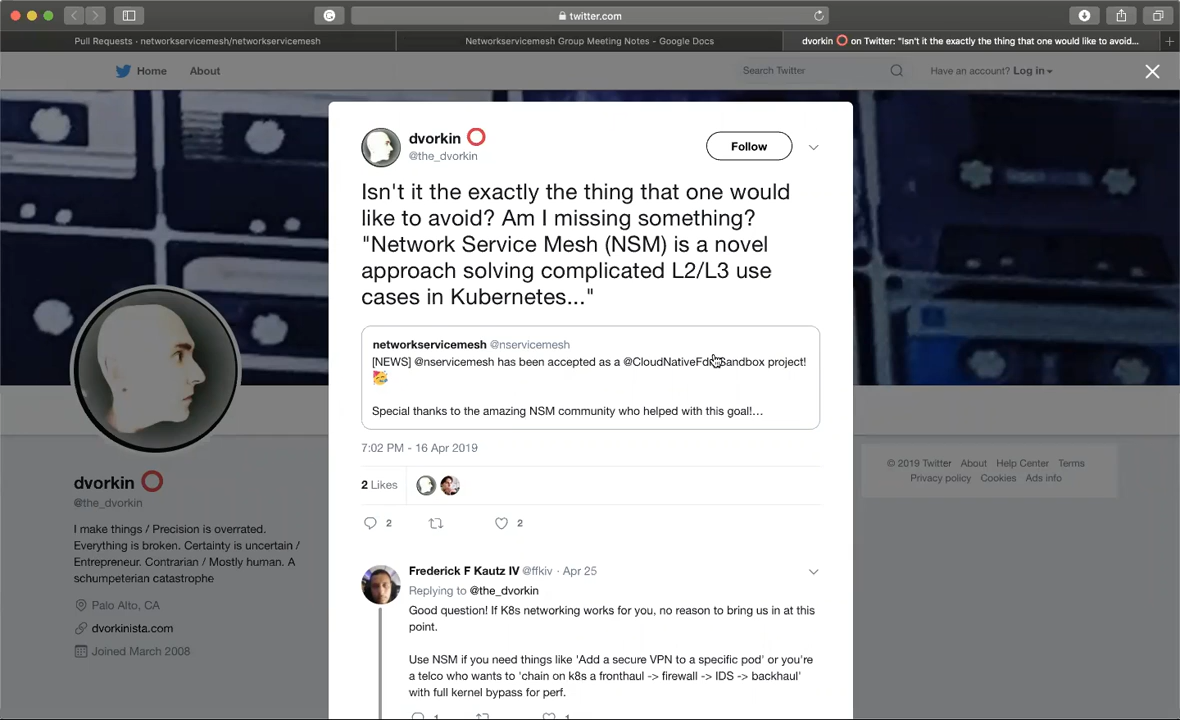 twitter.com
Pull Requests · networkservicemesh/networkservicemesh
Networkservicemesh Group Meeting Notes - Google Docs
dvorkin ⭕ on Twitter: "Isn't it the exactly the thing that one would like to avoid...
Home
About
Search Twitter
Have an account? Log in
dvorkin ⭕
@the_dvorkin
Follow
Isn't it the exactly the thing that one would
like to avoid? Am I missing something?
"Network Service Mesh (NSM) is a novel
approach solving complicated L2/L3 use
cases in Kubernetes..."
networkservicemesh @nservicemesh
[NEWS] @nservicemesh has been accepted as a @CloudNativeFdn Sandbox project!
🥳
Special thanks to the amazing NSM community who helped with this goal!…
7:02 PM - 16 Apr 2019
2 Likes
2
2
Frederick F Kautz IV @ffkiv · Apr 25
Replying to @the_dvorkin
Good question! If K8s networking works for you, no reason to bring us in at this
point.
Use NSM if you need things like 'Add a secure VPN to a specific pod' or you're
a telco who wants to 'chain on k8s a fronthaul -> firewall -> IDS -> backhaul'
with full kernel bypass for perf.
1
1
dvorkin ⭕
@the_dvorkin
I make things / Precision is overrated.
Everything is broken. Certainty is uncertain /
Entrepreneur. Contrarian / Mostly human. A
schumpeterian catastrophe
Palo Alto, CA
dvorkinista.com
Joined March 2008
© 2019 Twitter About Help Center Terms
Privacy policy Cookies Ads info